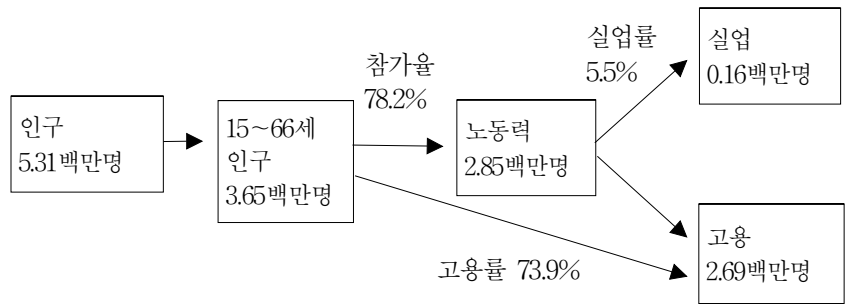 인구
5.31백만명
15~66세
인구
3.65백만명
참가율
78.2%
노동력
2.85백만명
실업률
5.5%
실업
0.16백만명
고용
2.69백만명
고용률 73.9%